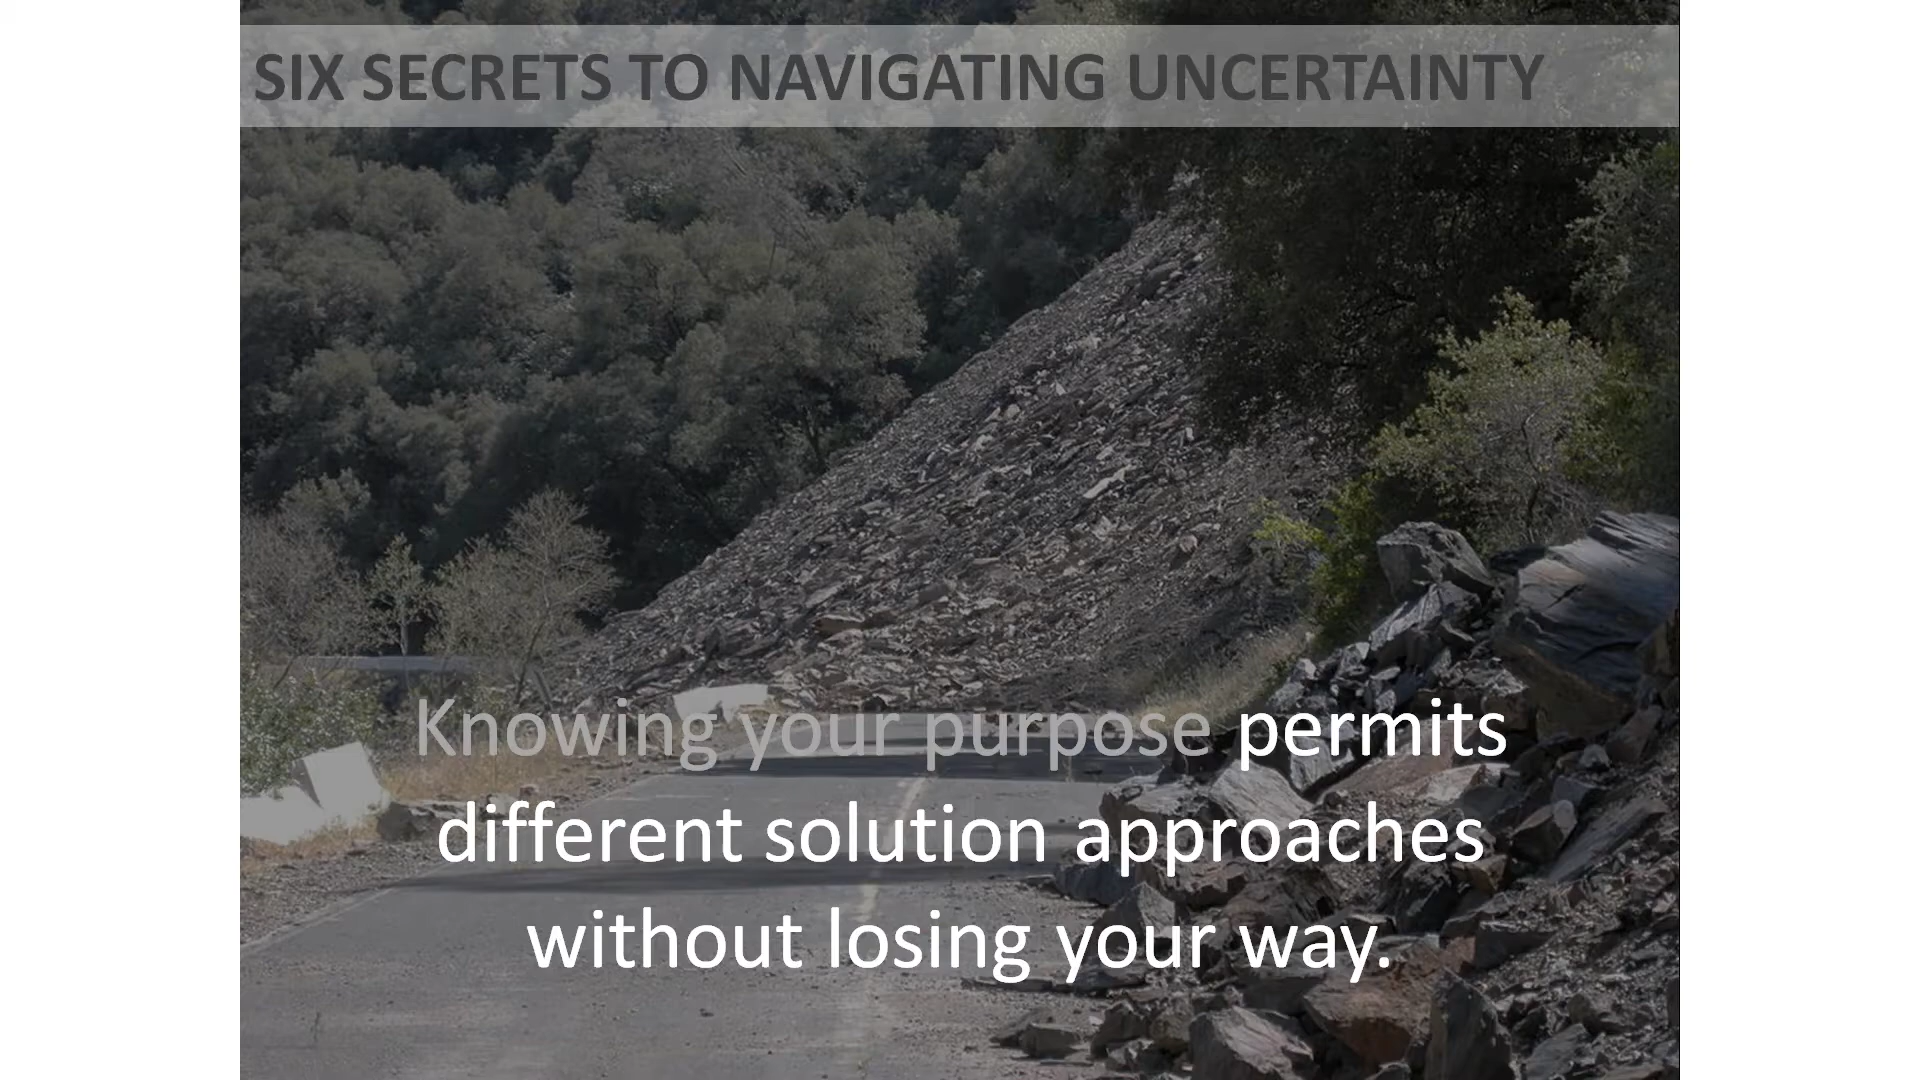 SIX SECRETS TO NAVIGATING UNCERTAINTY
Knowing your purpose permits
different solution approaches
without losing your way.